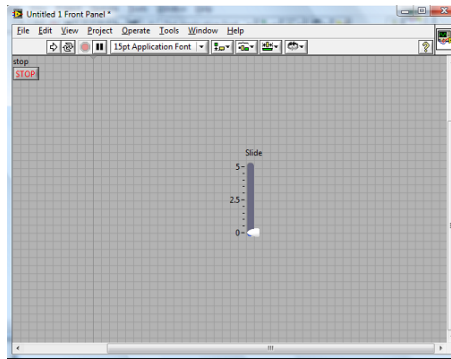 Untitled 1 Front Panel *
File Edit View Project Operate Tools Window Help
15pt Application Font
?
stop
STOP
Slide
5-
2.5-
0-